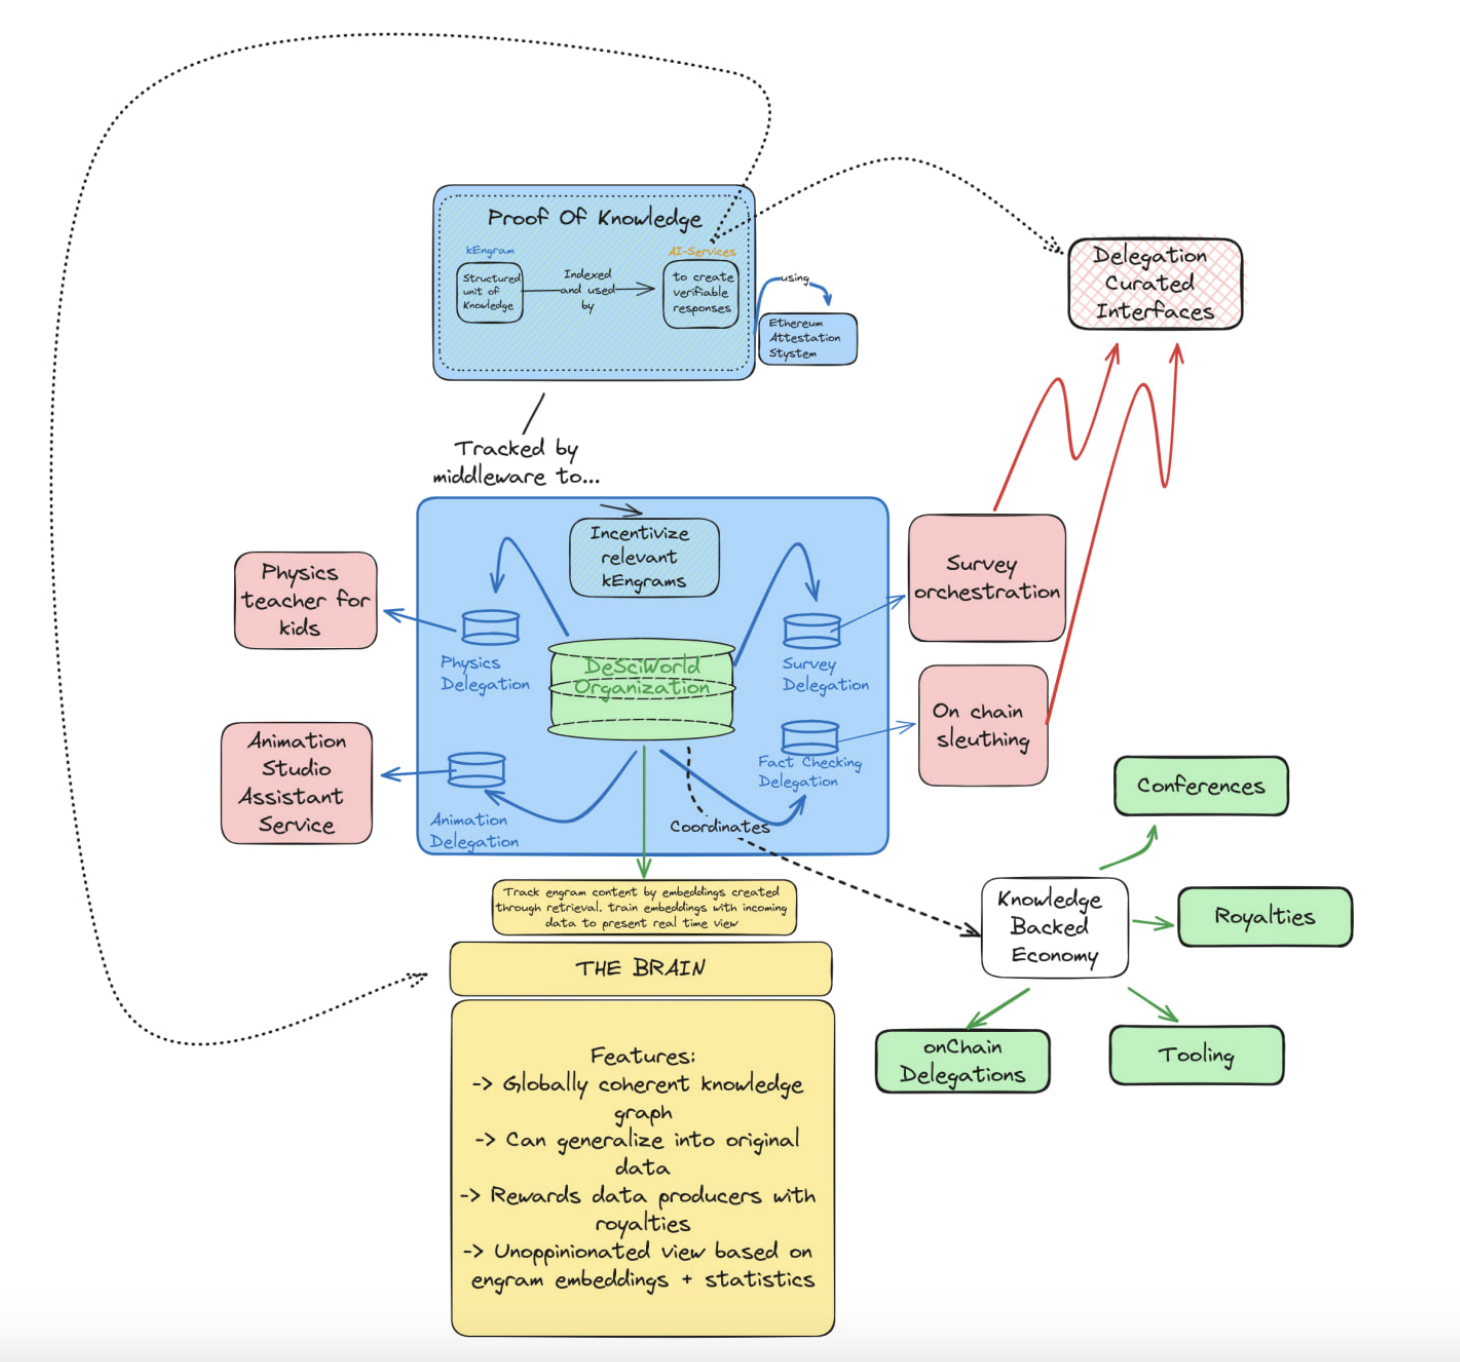 Proof Of Knowledge
kEngram
AI-Services
Structured
unit of
Knowledge
Indexed
and used
by
to create
verifiable
responses
using
Ethereum
Attestation
Stystem
Delegation
Curated
Interfaces
Tracked by
middleware to...
Incentivize
relevant
kEngrams
Physics
teacher for
kids
Physics
Delegation
DeSciWorld
Organization
Survey
Delegation
Survey
orchestration
Animation
Studio
Assistant
Service
Animation
Delegation
Fact Checking
Delegation
On chain
sleuthing
Coordinates
Conferences
Knowledge
Backed
Economy
Royalties
onChain
Delegations
Tooling
Track engram content by embeddings created
through retrieval. train embeddings with incoming
data to present real time view
THE BRAIN
Features:
-> Globally coherent knowledge
graph
-> Can generalize into original
data
-> Rewards data producers with
royalties
-> Unoppinionated view based on
engram embeddings + statistics